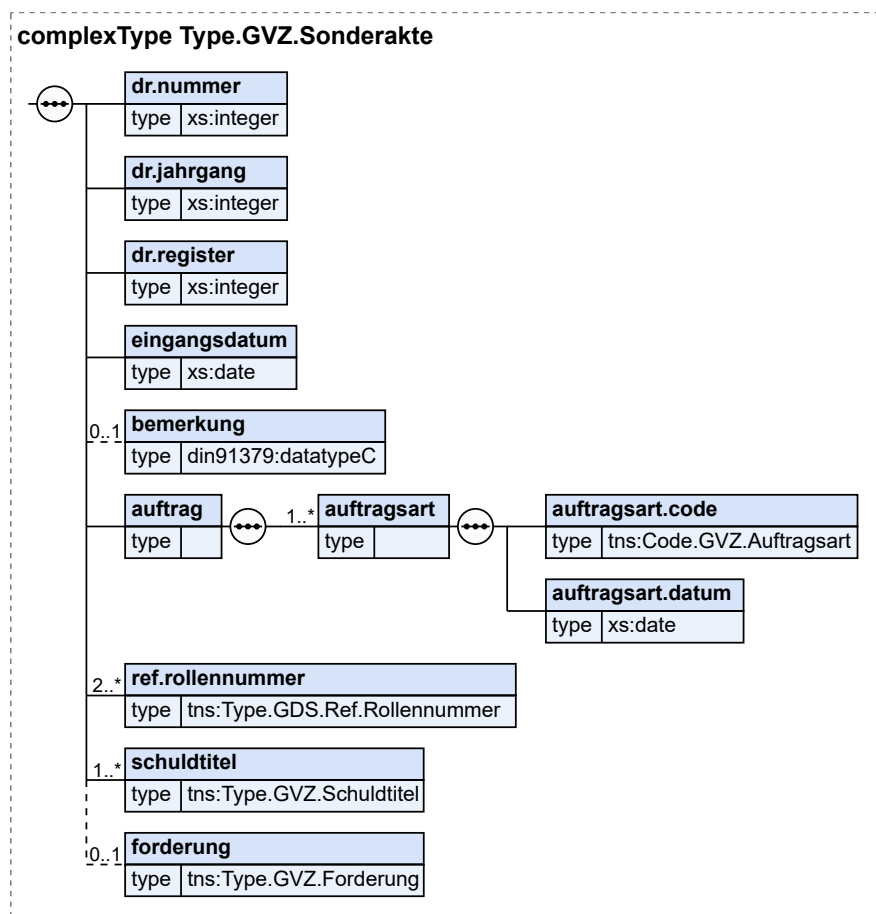 complexType Type.GVZ.Sonderakte
dr.nummer
type xs:integer
dr.jahrgang
type xs:integer
dr.register
type xs:integer
eingangsdatum
type xs:date
0..1 bemerkung
type din91379:datatypeC
auftrag 1..* auftragsart auftragsart.code
type type type tns:Code.GVZ.Auftragsart
auftragsart.datum
type xs:date
2..* ref.rollennummer
type tns:Type.GDS.Ref.Rollennummer
1..* schuldtitel
type tns:Type.GVZ.Schuldtitel
0..1 forderung
type tns:Type.GVZ.Forderung